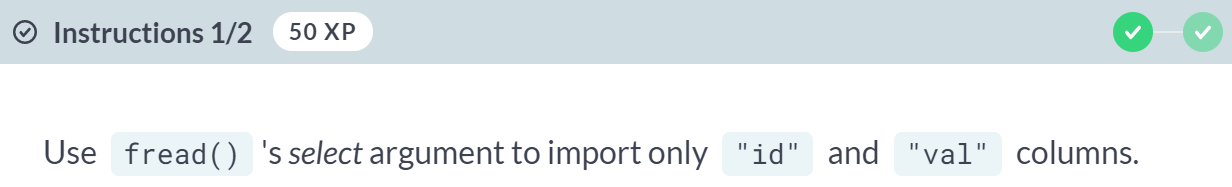 Instructions 1/2 50 XP
Use fread() 's select argument to import only "id" and "val" columns.